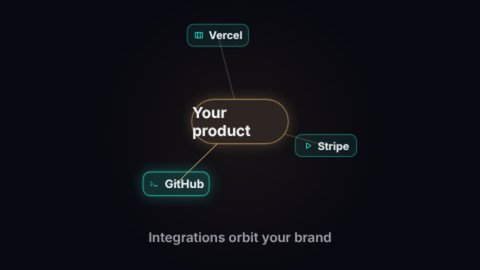 Vercel
Your
product
Stripe
GitHub
Integrations orbit your brand